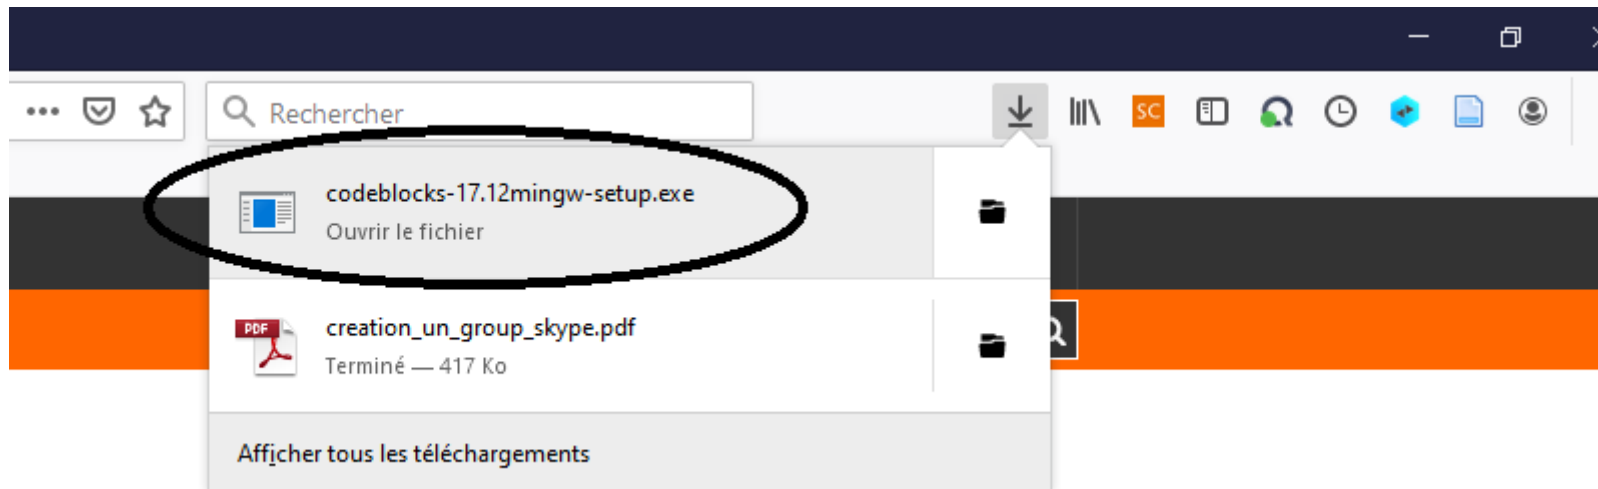 Rechercher
SC
codeblocks-17.12mingw-setup.exe
Ouvrir le fichier
PDF
creation_un_group_skype.pdf
Terminé — 417 Ko
Afficher tous les téléchargements